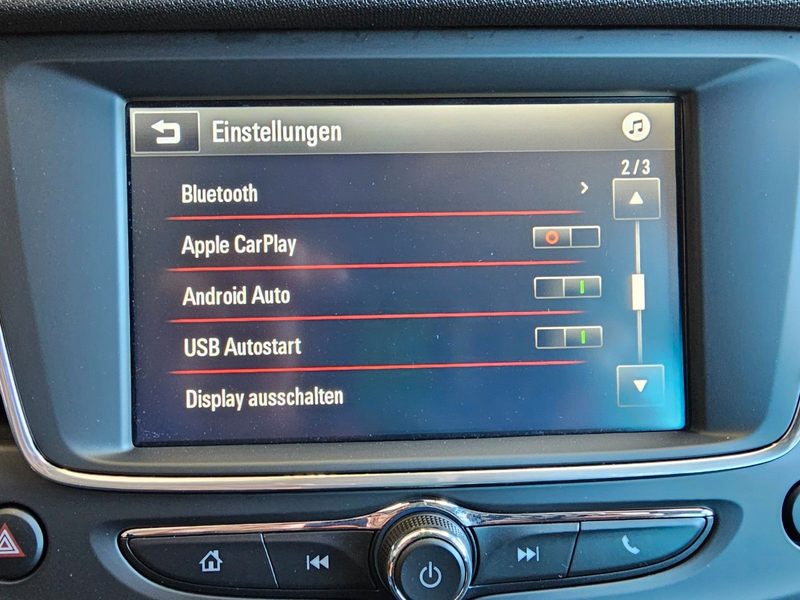 Einstellungen
2/3
Bluetooth
Apple CarPlay
Android Auto
USB Autostart
Display ausschalten